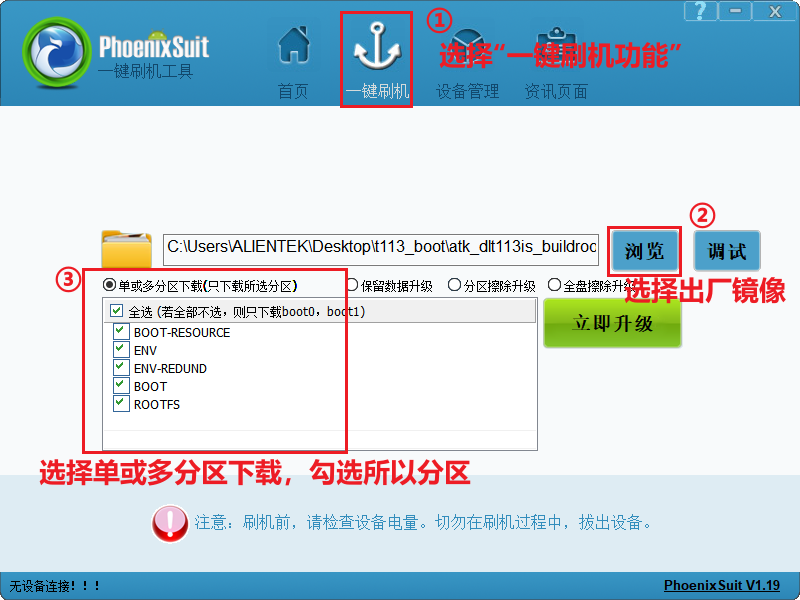 PhoenixSuit
一键刷机工具
首页
一键刷机
设备管理
资讯页面
? － X
①
选择“一键刷机功能”
C:\Users\ALIENTEK\Desktop\t113_boot\atk_dlt113is_buildroo
浏览
②
调试
选择出厂镜像
③
单或多分区下载(只下载所选分区)
保留数据升级
分区擦除升级
全盘擦除升级
全选 (若全部不选，则只下载boot0，boot1)
BOOT-RESOURCE
ENV
ENV-REDUND
BOOT
ROOTFS
立即升级
选择单或多分区下载，勾选所以分区
注意：刷机前，请检查设备电量。切勿在刷机过程中，拔出设备。
无设备连接！！！
PhoenixSuit V1.19